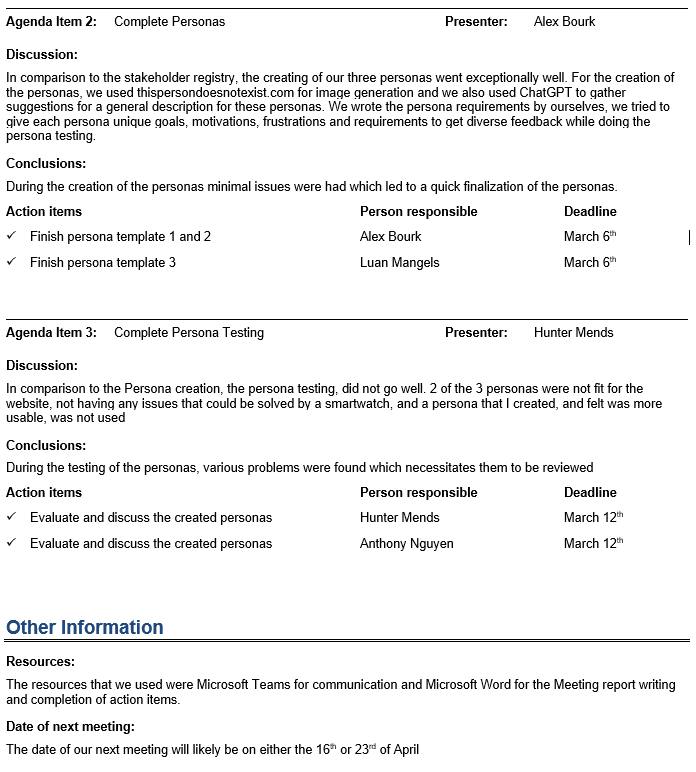 Agenda Item 2: Complete Personas Presenter: Alex Bourk
Discussion:
In comparison to the stakeholder registry, the creating of our three personas went exceptionally well. For the creation of
the personas, we used thispersondoesnotexist.com for image generation and we also used ChatGPT to gather
suggestions for a general description for these personas. We wrote the persona requirements by ourselves, we tried to
give each persona unique goals, motivations, frustrations and requirements to get diverse feedback while doing the
persona testing.
Conclusions:
During the creation of the personas minimal issues were had which led to a quick finalization of the personas.
Action items Person responsible Deadline
✓ Finish persona template 1 and 2 Alex Bourk March 6th
✓ Finish persona template 3 Luan Mangels March 6th
Agenda Item 3: Complete Persona Testing Presenter: Hunter Mends
Discussion:
In comparison to the Persona creation, the persona testing, did not go well. 2 of the 3 personas were not fit for the
website, not having any issues that could be solved by a smartwatch, and a persona that I created, and felt was more
usable, was not used
Conclusions:
During the testing of the personas, various problems were found which necessitates them to be reviewed
Action items Person responsible Deadline
✓ Evaluate and discuss the created personas Hunter Mends March 12th
✓ Evaluate and discuss the created personas Anthony Nguyen March 12th
Other Information
Resources:
The resources that we used were Microsoft Teams for communication and Microsoft Word for the Meeting report writing
and completion of action items.
Date of next meeting:
The date of our next meeting will likely be on either the 16th or 23rd of April